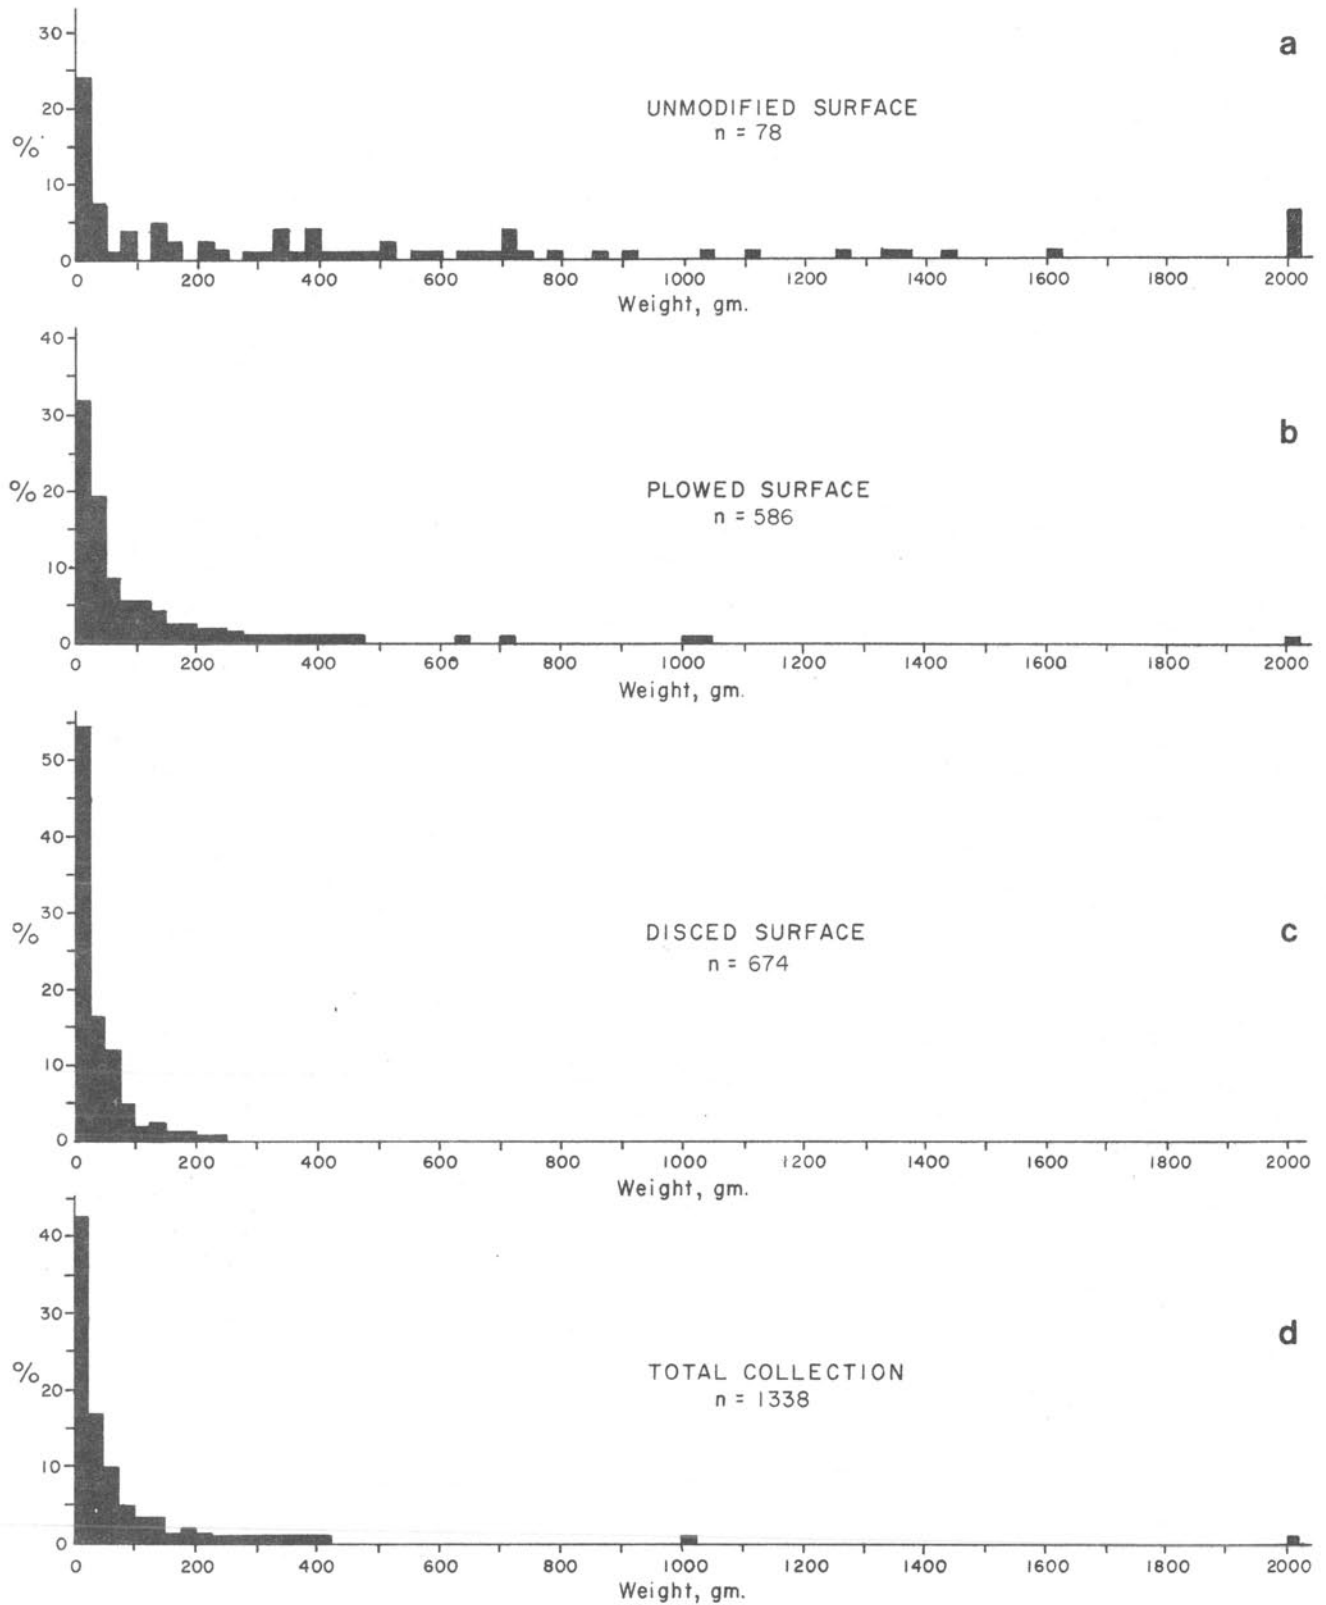 a
30
20
10
0
%
UNMODIFIED SURFACE
n = 78
0 200 400 600 800 1000 1200 1400 1600 1800 2000
Weight, gm.
b
40
30
20
10
0
%
PLOWED SURFACE
n = 586
0 200 400 600 800 1000 1200 1400 1600 1800 2000
Weight, gm.
c
50
40
30
20
10
0
%
DISCED SURFACE
n = 674
0 200 400 600 800 1000 1200 1400 1600 1800 2000
Weight, gm.
d
40
30
20
10
0
%
TOTAL COLLECTION
n = 1338
0 200 400 600 800 1000 1200 1400 1600 1800 2000
Weight, gm.